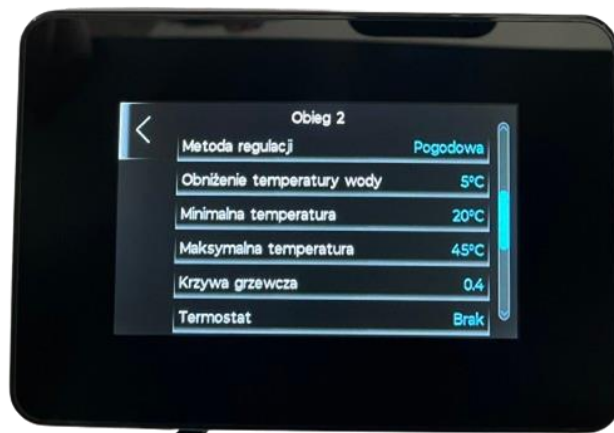 Obieg 2
Metoda regulacji Pogodowa
Obniżenie temperatury wody 5°C
Minimalna temperatura 20°C
Maksymalna temperatura 45°C
Krzywa grzewcza 0.4
Termostat Brak